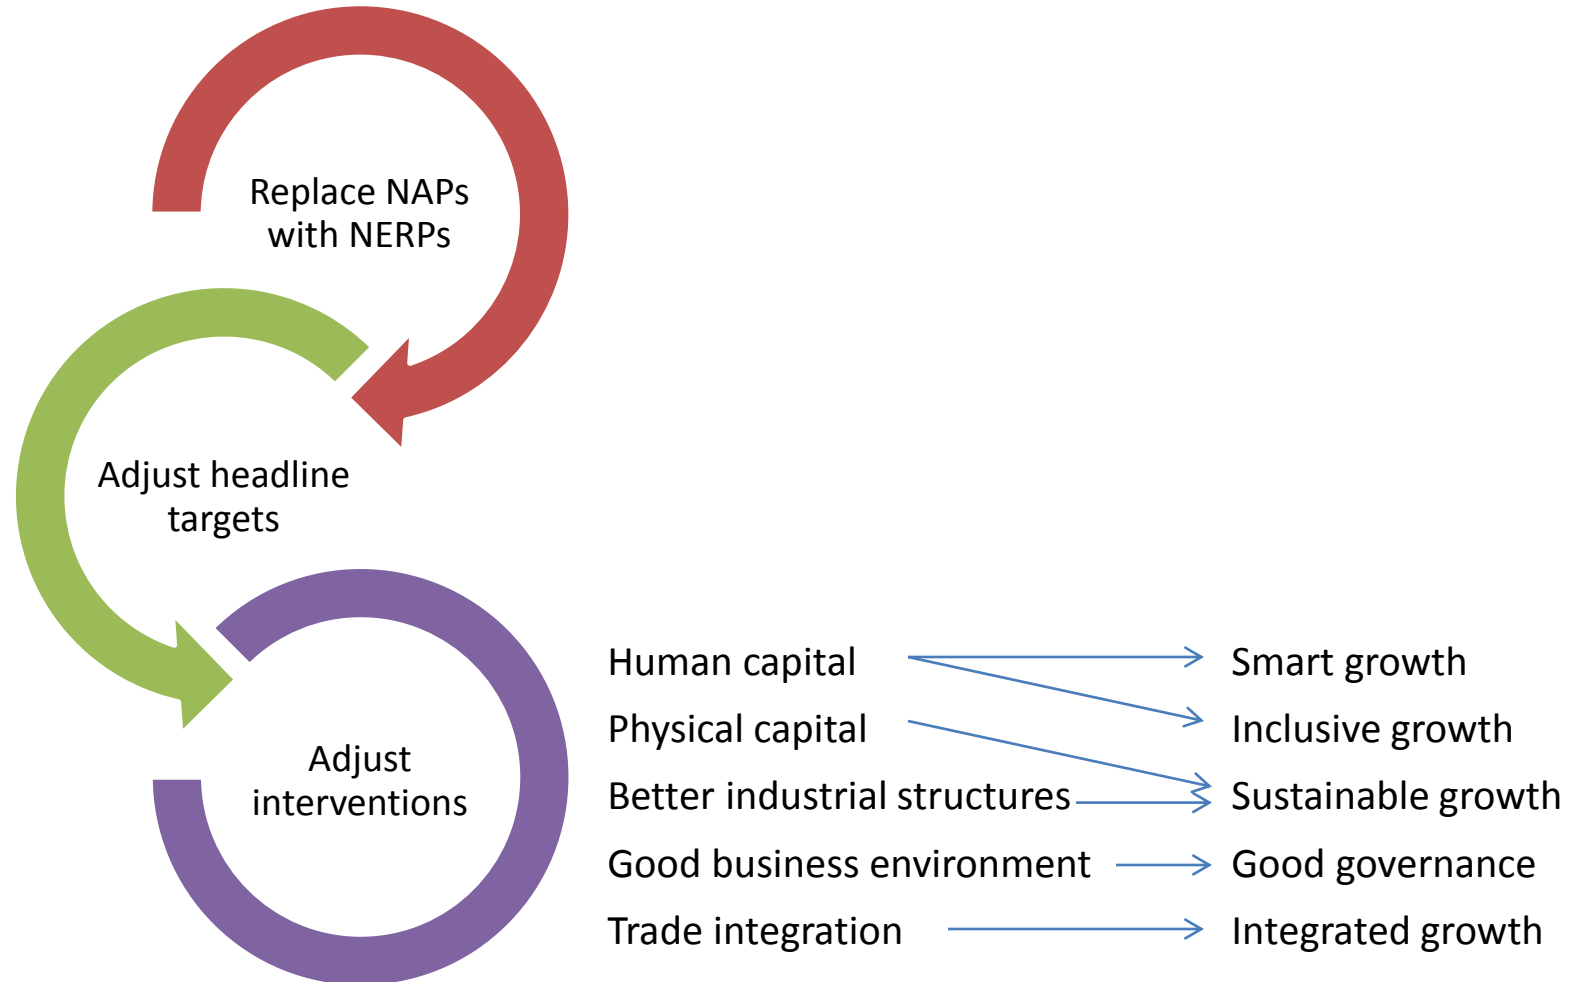 Replace NAPs
with NERPs
Adjust headline
targets
Adjust
interventions
Human capital
Smart growth
Physical capital
Inclusive growth
Better industrial structures
Sustainable growth
Good business environment
Good governance
Trade integration
Integrated growth